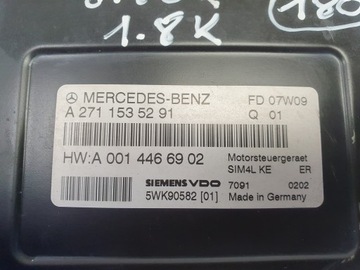 1.8K
180
MERCEDES-BENZ FD 07W09
A 271 153 52 91 Q 01
HW:A 001 446 69 02 Motorsteuergeraet
SIM4L KE ER
SIEMENS VDO 7091 0202
5WK90582 [01] Made in Germany